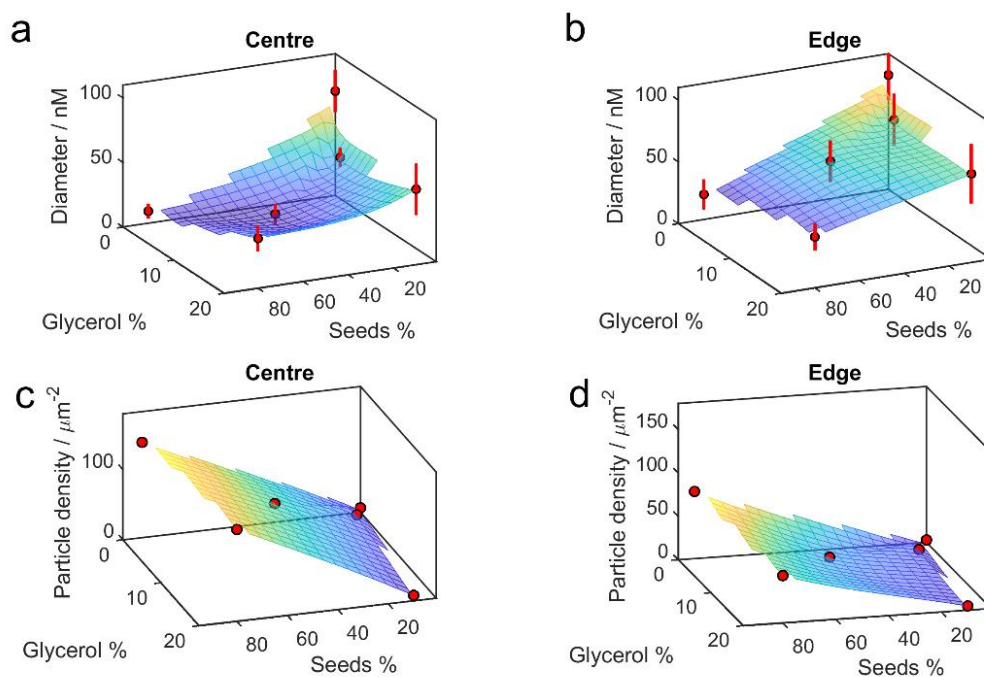 a
Centre
Diameter / nM
100
50
0
0
10
20
Glycerol %
80
60
40
20
Seeds %
b
Edge
Diameter / nM
100
50
0
0
10
20
Glycerol %
80
60
40
20
Seeds %
c
Centre
Particle density / μm-2
100
0
0
10
20
Glycerol %
80
60
40
20
Seeds %
d
Edge
Particle density / μm-2
150
100
50
0
0
10
20
Glycerol %
80
60
40
20
Seeds %